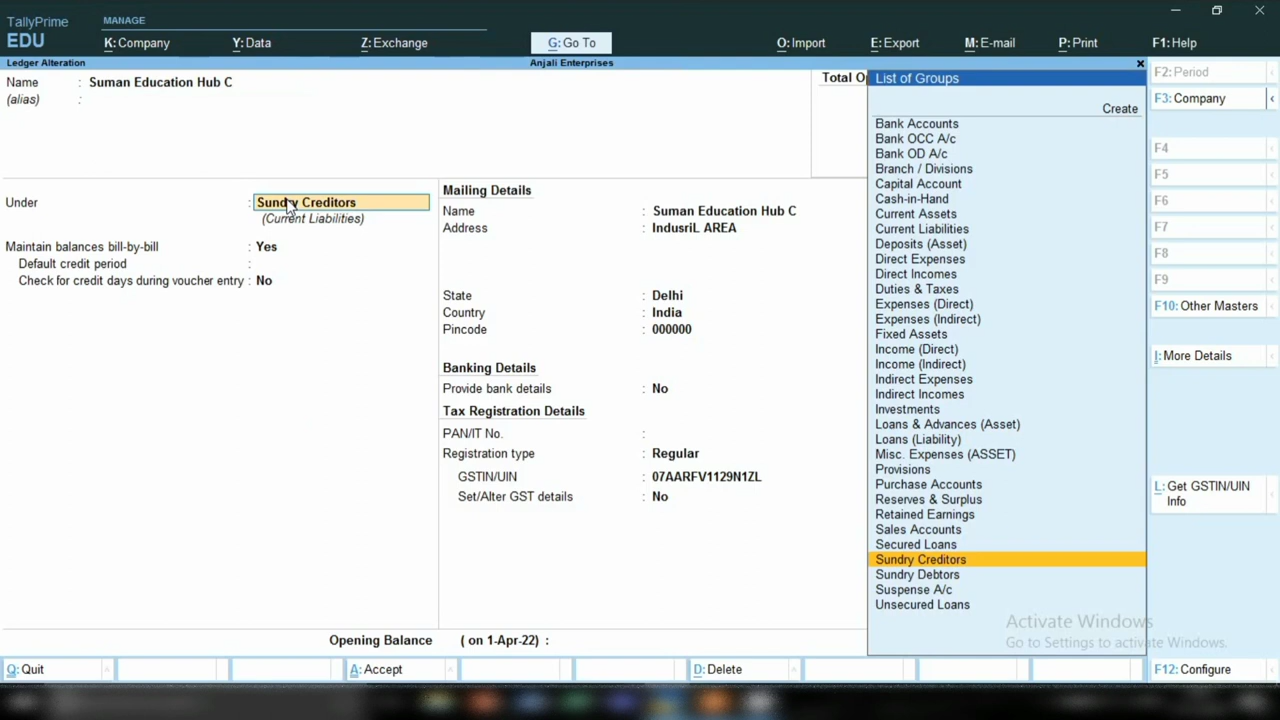 TallyPrime
EDU
MANAGE
K:Company
Y:Data
Z:Exchange
G:Go To
O:Import
E:Export
M:E-mail
P:Print
F1:Help
Ledger Alteration
Anjali Enterprises
Name : Suman Education Hub C
(alias) :
Total Op
Under : Sundry Creditors
(Current Liabilities)
Maintain balances bill-by-bill : Yes
Default credit period :
Check for credit days during voucher entry : No
Mailing Details
Name : Suman Education Hub C
Address : IndusriL AREA
State : Delhi
Country : India
Pincode : 000000
Banking Details
Provide bank details : No
Tax Registration Details
PAN/IT No. :
Registration type : Regular
GSTIN/UIN : 07AARFV1129N1ZL
Set/Alter GST details : No
Opening Balance ( on 1-Apr-22) :
List of Groups
Create
Bank Accounts
Bank OCC A/c
Bank OD A/c
Branch / Divisions
Capital Account
Cash-in-Hand
Current Assets
Current Liabilities
Deposits (Asset)
Direct Expenses
Direct Incomes
Duties & Taxes
Expenses (Direct)
Expenses (Indirect)
Fixed Assets
Income (Direct)
Income (Indirect)
Indirect Expenses
Indirect Incomes
Investments
Loans & Advances (Asset)
Loans (Liability)
Misc. Expenses (ASSET)
Provisions
Purchase Accounts
Reserves & Surplus
Retained Earnings
Sales Accounts
Secured Loans
Sundry Creditors
Sundry Debtors
Suspense A/c
Unsecured Loans
F2: Period
F3: Company
F4
F5
F6
F7
F8
F9
F10: Other Masters
I:More Details
L: Get GSTIN/UIN
Info
Activate Windows
Go to Settings to activate Windows.
Q:Quit
A:Accept
D:Delete
F12: Configure